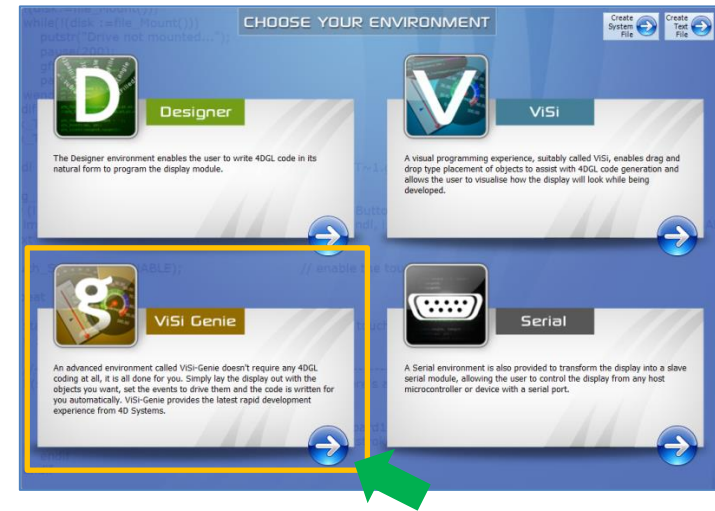 CHOOSE YOUR ENVIRONMENT
Create
System
File
Create
Text
File
Designer
The Designer environment enables the user to write 4DGL code in its
natural form to program the display module.
ViSi
A visual programming experience, suitably called ViSi, enables drag and
drop type placement of objects to assist with 4DGL code generation and
allows the user to visualise how the display will look while being
developed.
ViSi Genie
An advanced environment called ViSi-Genie doesn't require any 4DGL
coding at all, it is all done for you. Simply lay the display out with the
objects you want, set the events to drive them and the code is written for
you automatically. ViSi-Genie provides the latest rapid development
experience from 4D Systems.
Serial
A Serial environment is also provided to transform the display into a slave
serial module, allowing the user to control the display from any host
microcontroller or device with a serial port.